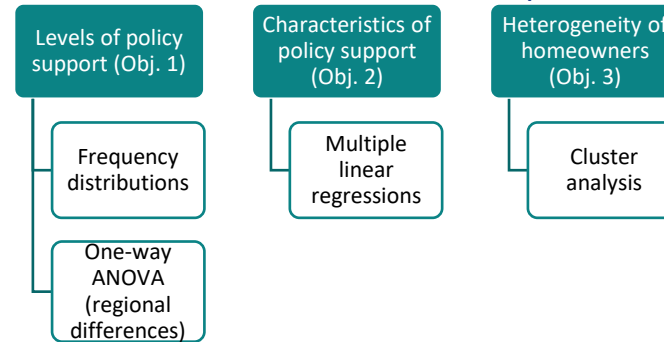 Levels of policy
support (Obj. 1)
Frequency
distributions
One-way
ANOVA
(regional
differences)
Characteristics of
policy support
(Obj. 2)
Multiple
linear
regressions
Heterogeneity of
homeowners
(Obj. 3)
Cluster
analysis